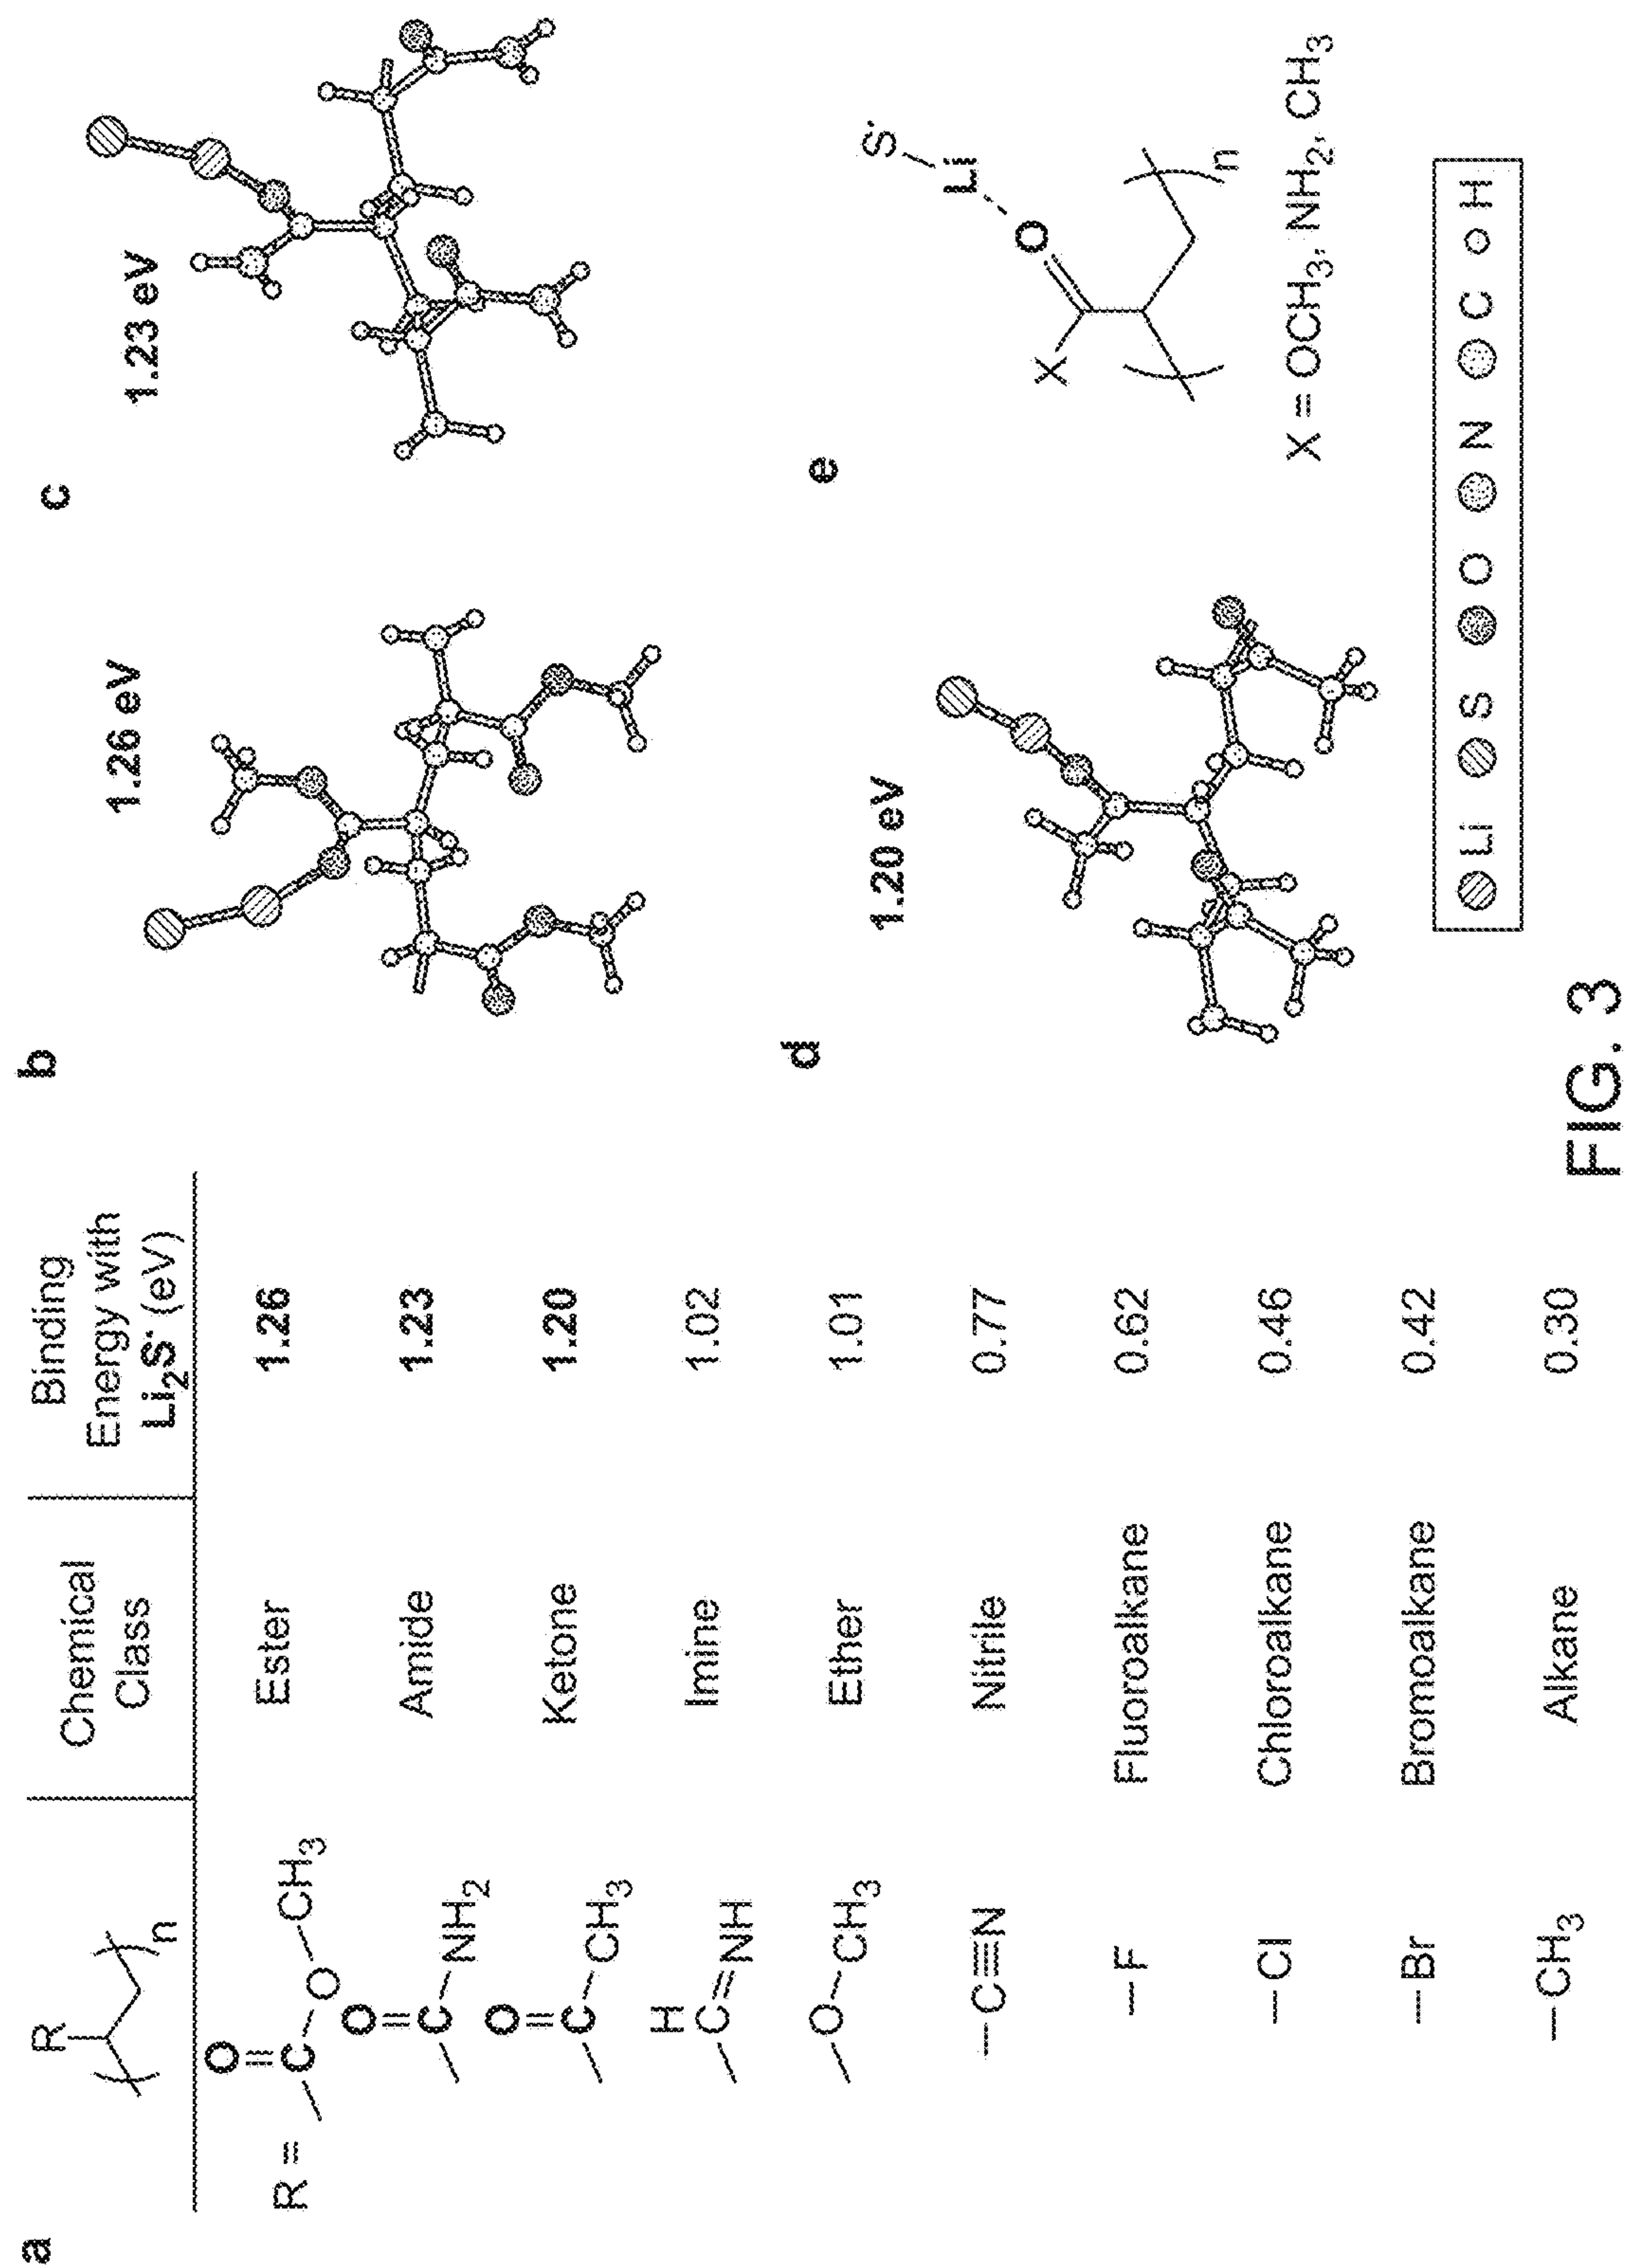 a
R
n
Chemical
Class
Binding
Energy with
Li2S· (eV)
R =
O
C
O
CH3
Ester
1.26
O
C
NH2
Amide
1.23
O
C
CH3
Ketone
1.20
H
C=NH
Imine
1.02
O
CH3
Ether
1.01
–C≡N
Nitrile
0.77
–F
Fluoroalkane
0.62
–Cl
Chloroalkane
0.46
–Br
Bromoalkane
0.42
–CH3
Alkane
0.30
b
1.26 eV
c
1.23 eV
d
1.20 eV
e
X
O
Li
S·
n
X = OCH3, NH2, CH3
Li S O N C H
FIG. 3